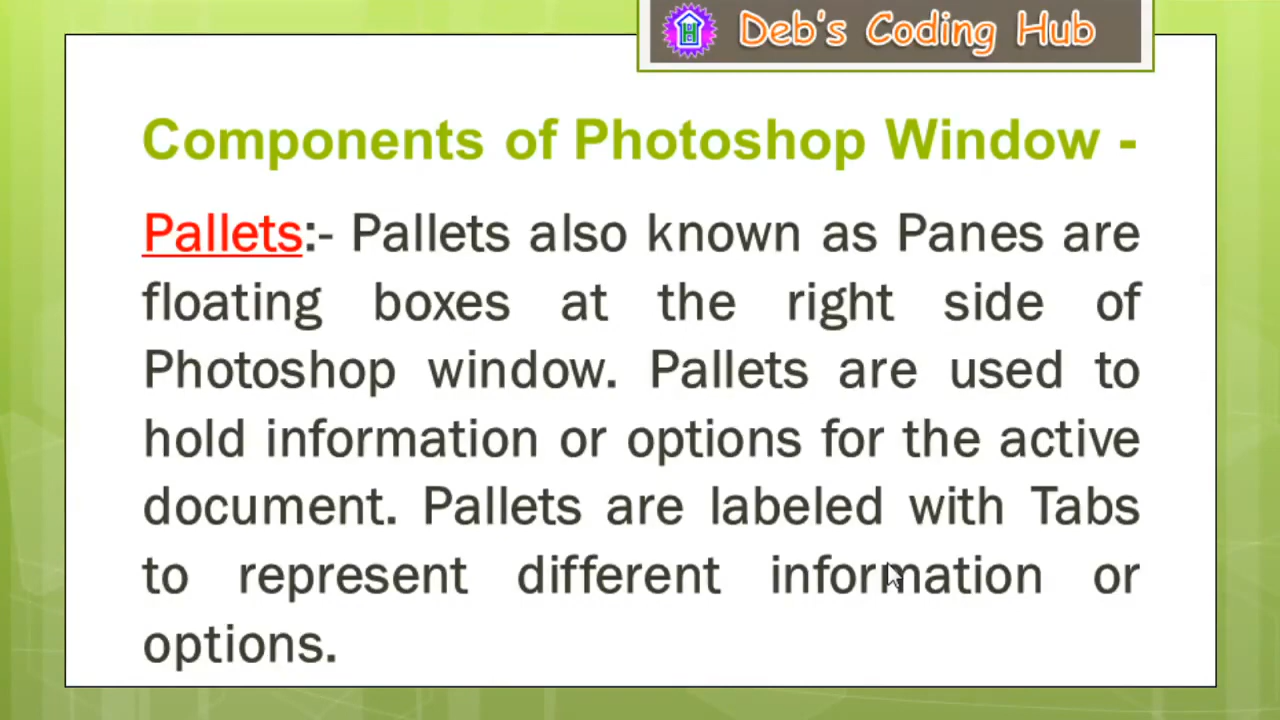 Deb's Coding Hub
Components of Photoshop Window -
Pallets:- Pallets also known as Panes are
floating boxes at the right side of
Photoshop window. Pallets are used to
hold information or options for the active
document. Pallets are labeled with Tabs
to represent different information or
options.